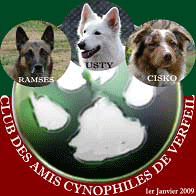 RAMSES
USTY
CISKO
CLUB DES AMIS CYNOPHILES DE VERFEIL
1er Janvier 2009